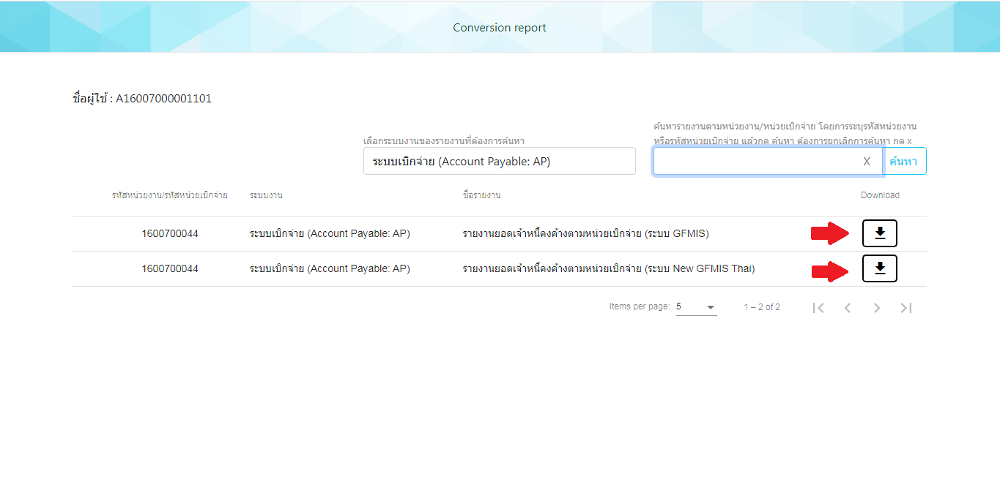 Conversion report
ชื่อผู้ใช้ : A16007000001101
ค้นหารายงานตามหน่วยงาน/หน่วยเบิกจ่าย โดยการระบุรหัสหน่วยงาน
เลือกระบบงานของรายงานที่ต้องการค้นหา
หรือรหัสหน่วยเบิกจ่าย แล้วกด ค้นหา ต้องการยกเลิกการค้นหา กด x
ระบบเบิกจ่าย (Account Payable: AP) X ค้นหา
รหัสหน่วยงาน/รหัสหน่วยเบิกจ่าย ระบบงาน ชื่อรายงาน Download
1600700044 ระบบเบิกจ่าย (Account Payable: AP) รายงานยอดเจ้าหนี้คงค้างตามหน่วยเบิกจ่าย (ระบบ GFMIS)
1600700044 ระบบเบิกจ่าย (Account Payable: AP) รายงานยอดเจ้าหนี้คงค้างตามหน่วยเบิกจ่าย (ระบบ New GFMIS Thai)
Items per page: 5 1 – 2 of 2